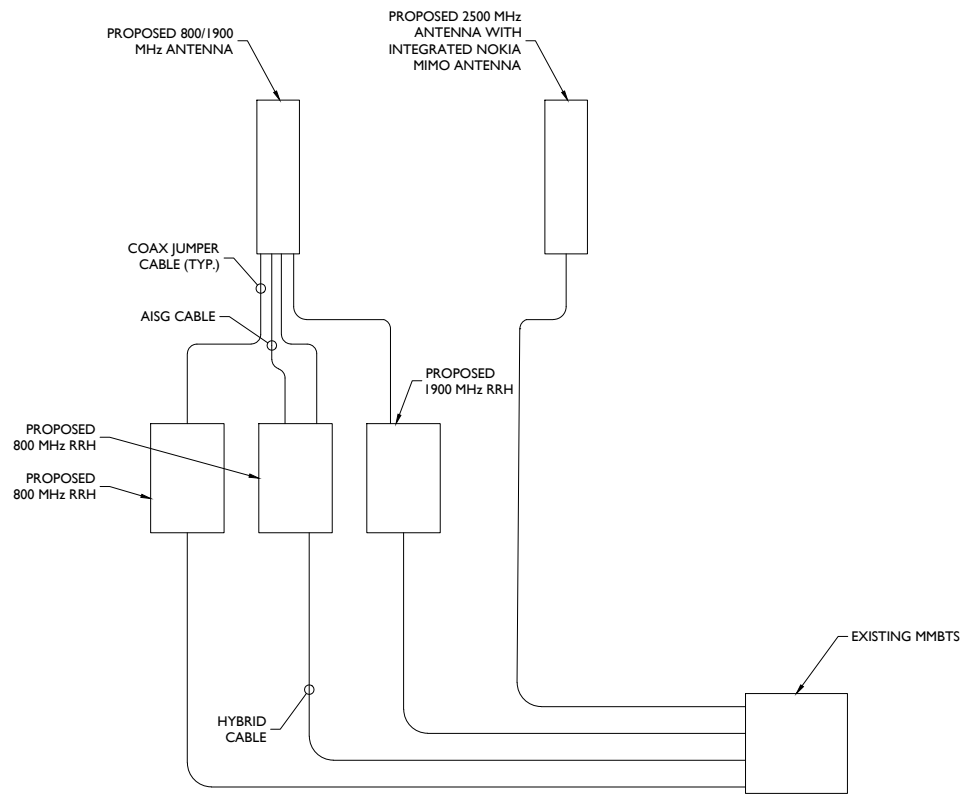 PROPOSED 800/1900
MHz ANTENNA
PROPOSED 2500 MHz
ANTENNA WITH
INTEGRATED NOKIA
MIMO ANTENNA
COAX JUMPER
CABLE (TYP.)
AISG CABLE
PROPOSED
1900 MHz RRH
PROPOSED
800 MHz RRH
PROPOSED
800 MHz RRH
EXISTING MMBTS
HYBRID
CABLE